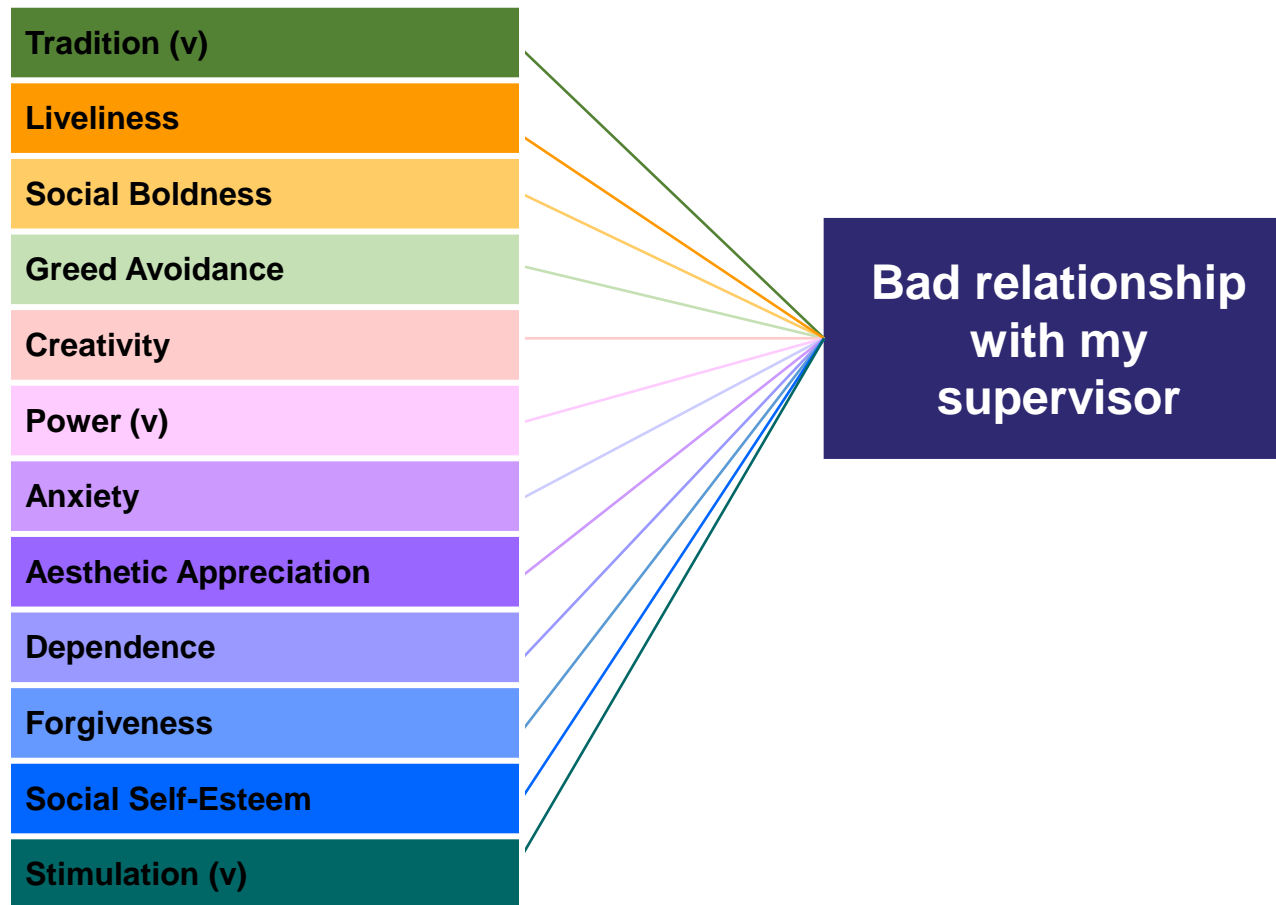 Tradition (v)
Liveliness
Social Boldness
Greed Avoidance
Creativity
Power (v)
Anxiety
Aesthetic Appreciation
Dependence
Forgiveness
Social Self-Esteem
Stimulation (v)
Bad relationship
with my
supervisor